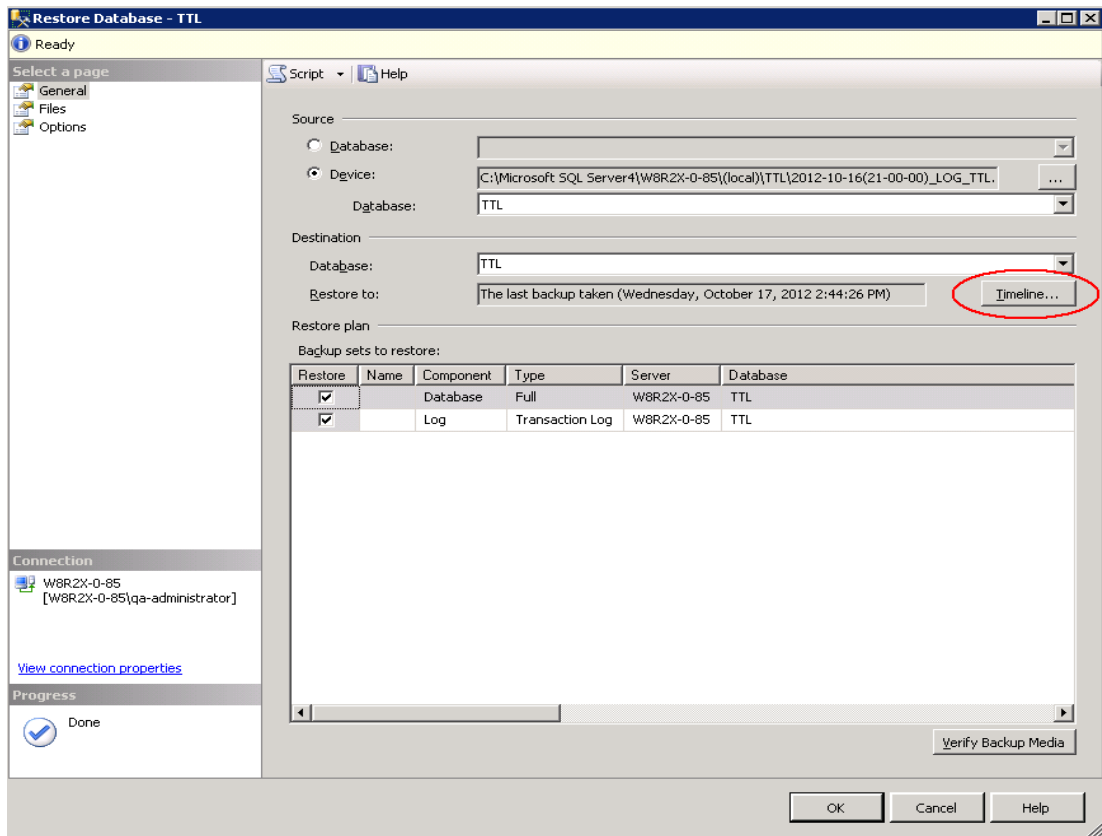 Restore Database - TTL
Ready
Select a page
General
Files
Options
Script
Help
Source
Database:
Device:
C:\Microsoft SQL Server4\W8R2X-0-85\(local)\TTL\2012-10-16(21-00-00)_LOG_TTL.
...
Database:
TTL
Destination
Database:
TTL
Restore to:
The last backup taken (Wednesday, October 17, 2012 2:44:26 PM)
Timeline...
Restore plan
Backup sets to restore:
Restore Name Component Type Server Database
Database Full W8R2X-0-85 TTL
Log Transaction Log W8R2X-0-85 TTL
Connection
W8R2X-0-85
[W8R2X-0-85\qa-administrator]
View connection properties
Progress
Done
Verify Backup Media
OK Cancel Help